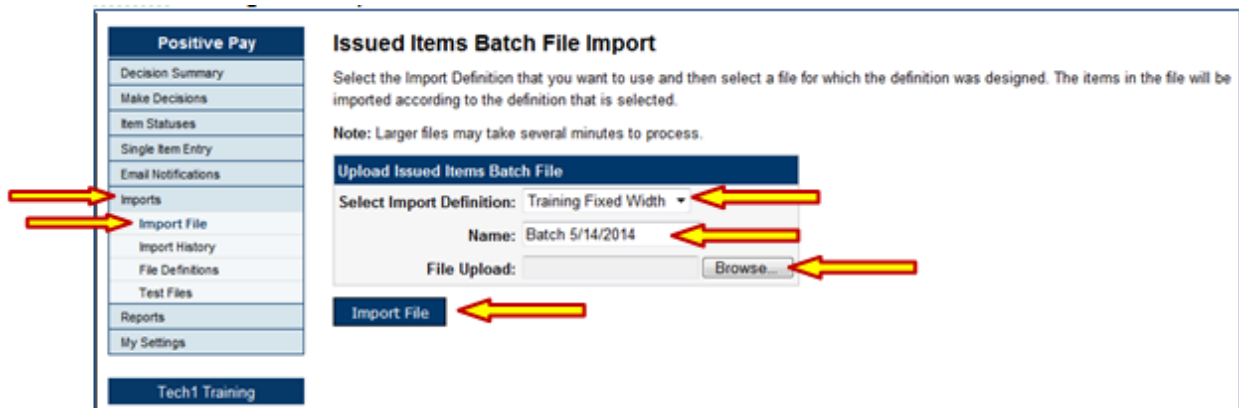 Positive Pay
Decision Summary
Make Decisions
Item Statuses
Single Item Entry
Email Notifications
Imports
Import File
Import History
File Definitions
Test Files
Reports
My Settings
Tech1 Training
Issued Items Batch File Import
Select the Import Definition that you want to use and then select a file for which the definition was designed. The items in the file will be
imported according to the definition that is selected.
Note: Larger files may take several minutes to process.
Upload Issued Items Batch File
Select Import Definition: Training Fixed Width
Name: Batch 5/14/2014
File Upload: Browse...
Import File